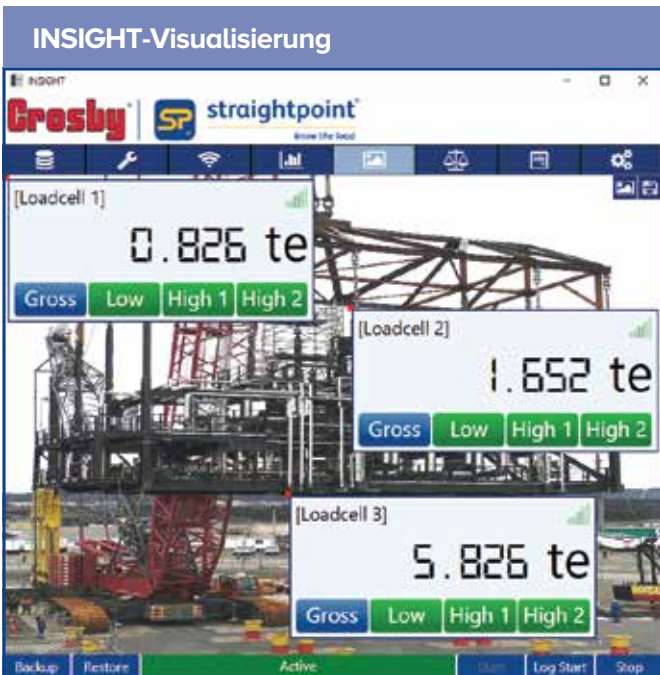 INSIGHT-Visualisierung
INSIGHT
Crosby straightpoint
SP
know the load
[Loadcell 1]
0.826 te
Gross Low High 1 High 2
[Loadcell 2]
1.652 te
Gross Low High 1 High 2
[Loadcell 3]
5.826 te
Gross Low High 1 High 2
Backup Restore Active Start Log Start Stop